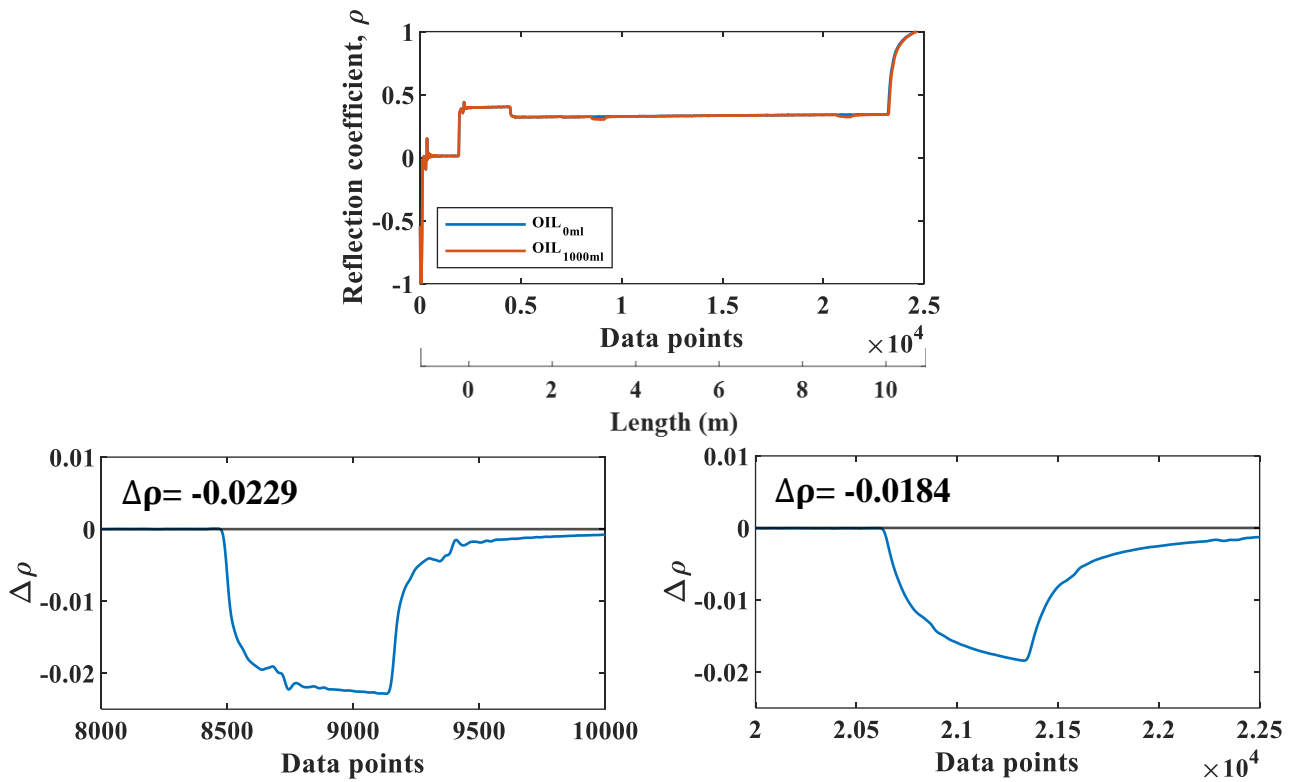 Reflection coefficient, ρ
1
0.5
0
-0.5
-1
OIL0ml
OIL1000ml
0 0.5 1 1.5 2 2.5
Data points
×10^4
0 2 4 6 8 10
Length (m)
Δρ= -0.0229
Δρ
0.01
0
-0.01
-0.02
8000 8500 9000 9500 10000
Data points
Δρ= -0.0184
Δρ
0.01
0
-0.01
-0.02
2 2.05 2.1 2.15 2.2 2.25
Data points
×10^4